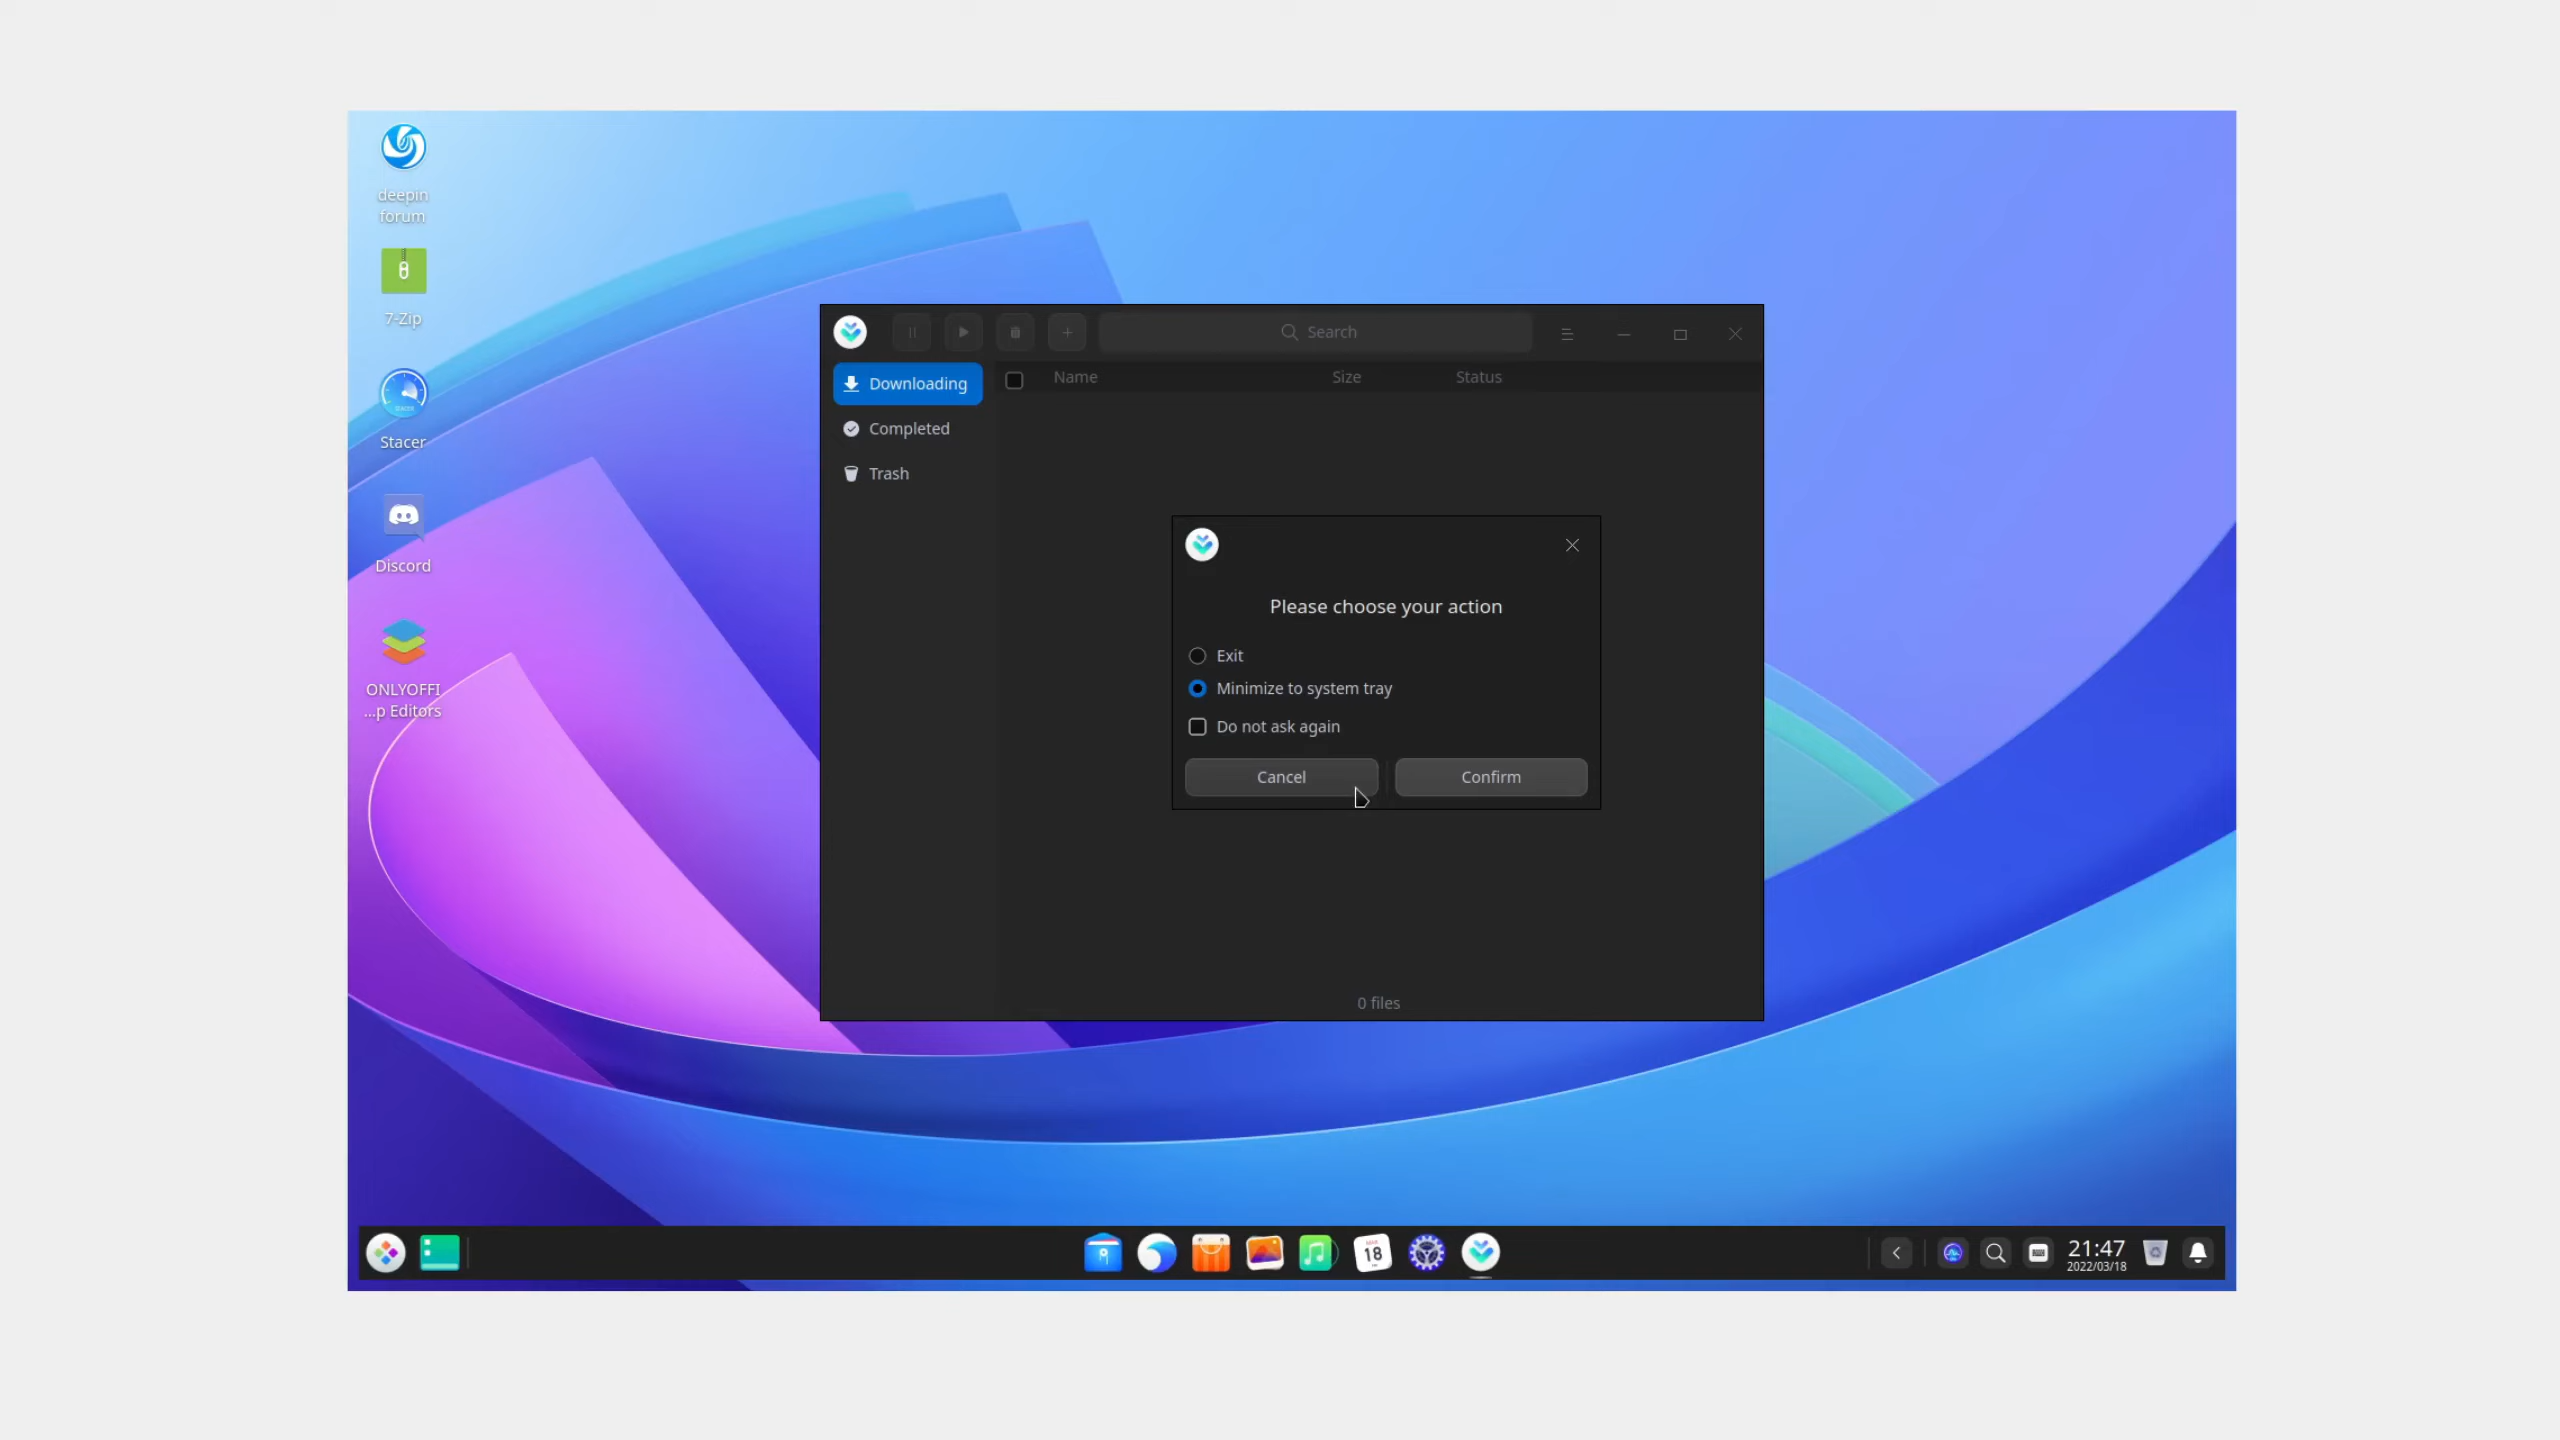 deepin
forum
7-Zip
Stacer
Discord
ONLYOFFI
...p Editors
Search
Downloading
Completed
Trash
Name Size Status
Please choose your action
Exit
Minimize to system tray
Do not ask again
Cancel Confirm
0 files
18
21:47
2022/03/18